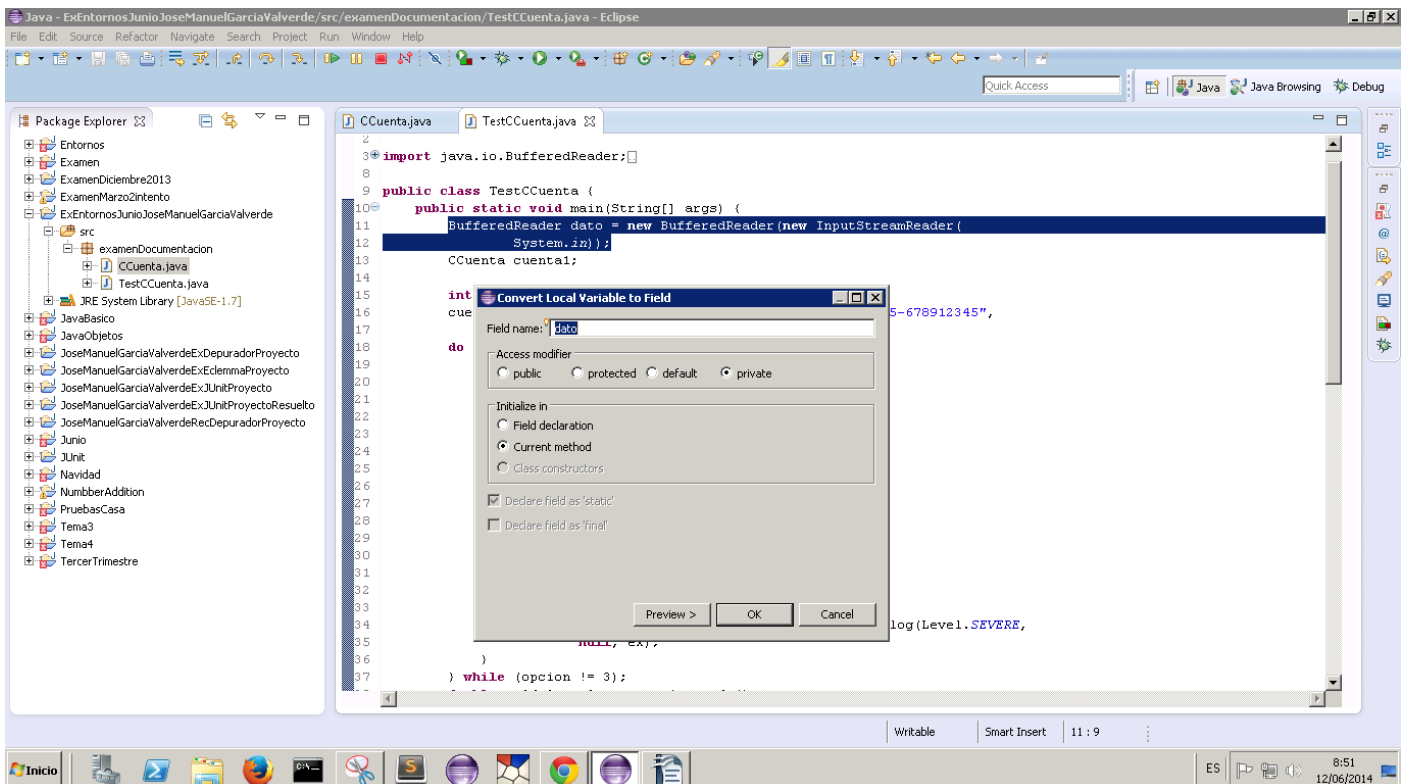 Java - ExEntornosJunioJoseManuelGarciaValverde/src/examenDocumentacion/TestCCuenta.java - Eclipse
File Edit Source Refactor Navigate Search Project Run Window Help
Quick Access
Java
Java Browsing
Debug
Package Explorer
Entornos
Examen
ExamenDiciembre2013
ExamenMarzo2intento
ExEntornosJunioJoseManuelGarciaValverde
src
examenDocumentacion
CCuenta.java
TestCCuenta.java
JRE System Library [JavaSE-1.7]
JavaBasico
JavaObjetos
JoseManuelGarciaValverdeExDepuradorProyecto
JoseManuelGarciaValverdeExEclemmaProyecto
JoseManuelGarciaValverdeExJUnitProyecto
JoseManuelGarciaValverdeExJUnitProyectoResuelto
JoseManuelGarciaValverdeRecDepuradorProyecto
Junio
JUnit
Navidad
NumbberAddition
PruebasCasa
Tema3
Tema4
TercerTrimestre
CCuenta.java
TestCCuenta.java
2
3 import java.io.BufferedReader;
8
9 public class TestCCuenta {
10 public static void main(String[] args) {
11 BufferedReader dato = new BufferedReader(new InputStreamReader(
12 System.in));
13 CCuenta cuenta1;
14
15 int
16 cue 5-678912345",
17
18 do
19
20
21
22
23
24
25
26
27
28
29
30
31
32
33
34 log(Level.SEVERE,
35 null, ex);
36 }
37 } while (opcion != 3);
Convert Local Variable to Field
Field name: dato
Access modifier
public protected default private
Initialize in
Field declaration
Current method
Class constructors
Declare field as 'static'
Declare field as 'final'
Preview > OK Cancel
Writable
Smart Insert
11 : 9
Inicio
ES
8:51
12/06/2014